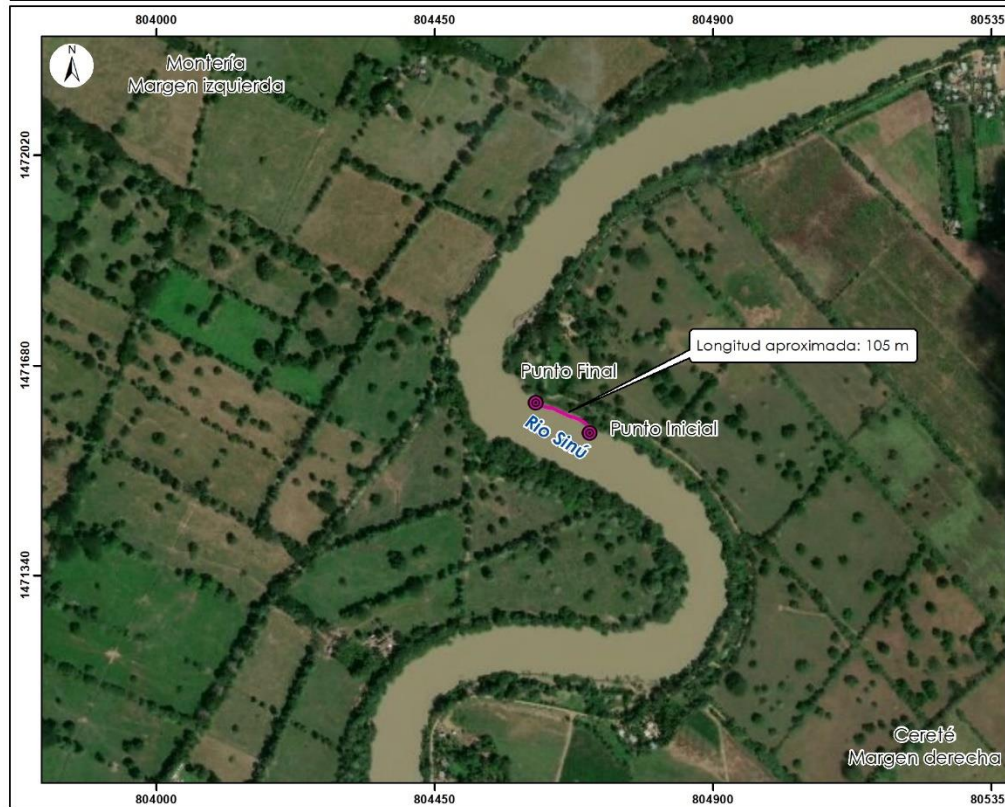 804000 804450 804900 80535
N
Montería
Margen izquierda
1472020
1471680
1471340
Longitud aproximada: 105 m
Punto Final
Punto Inicial
Rio Sinú
Cereté
Margen derecha
804000 804450 804900 80535